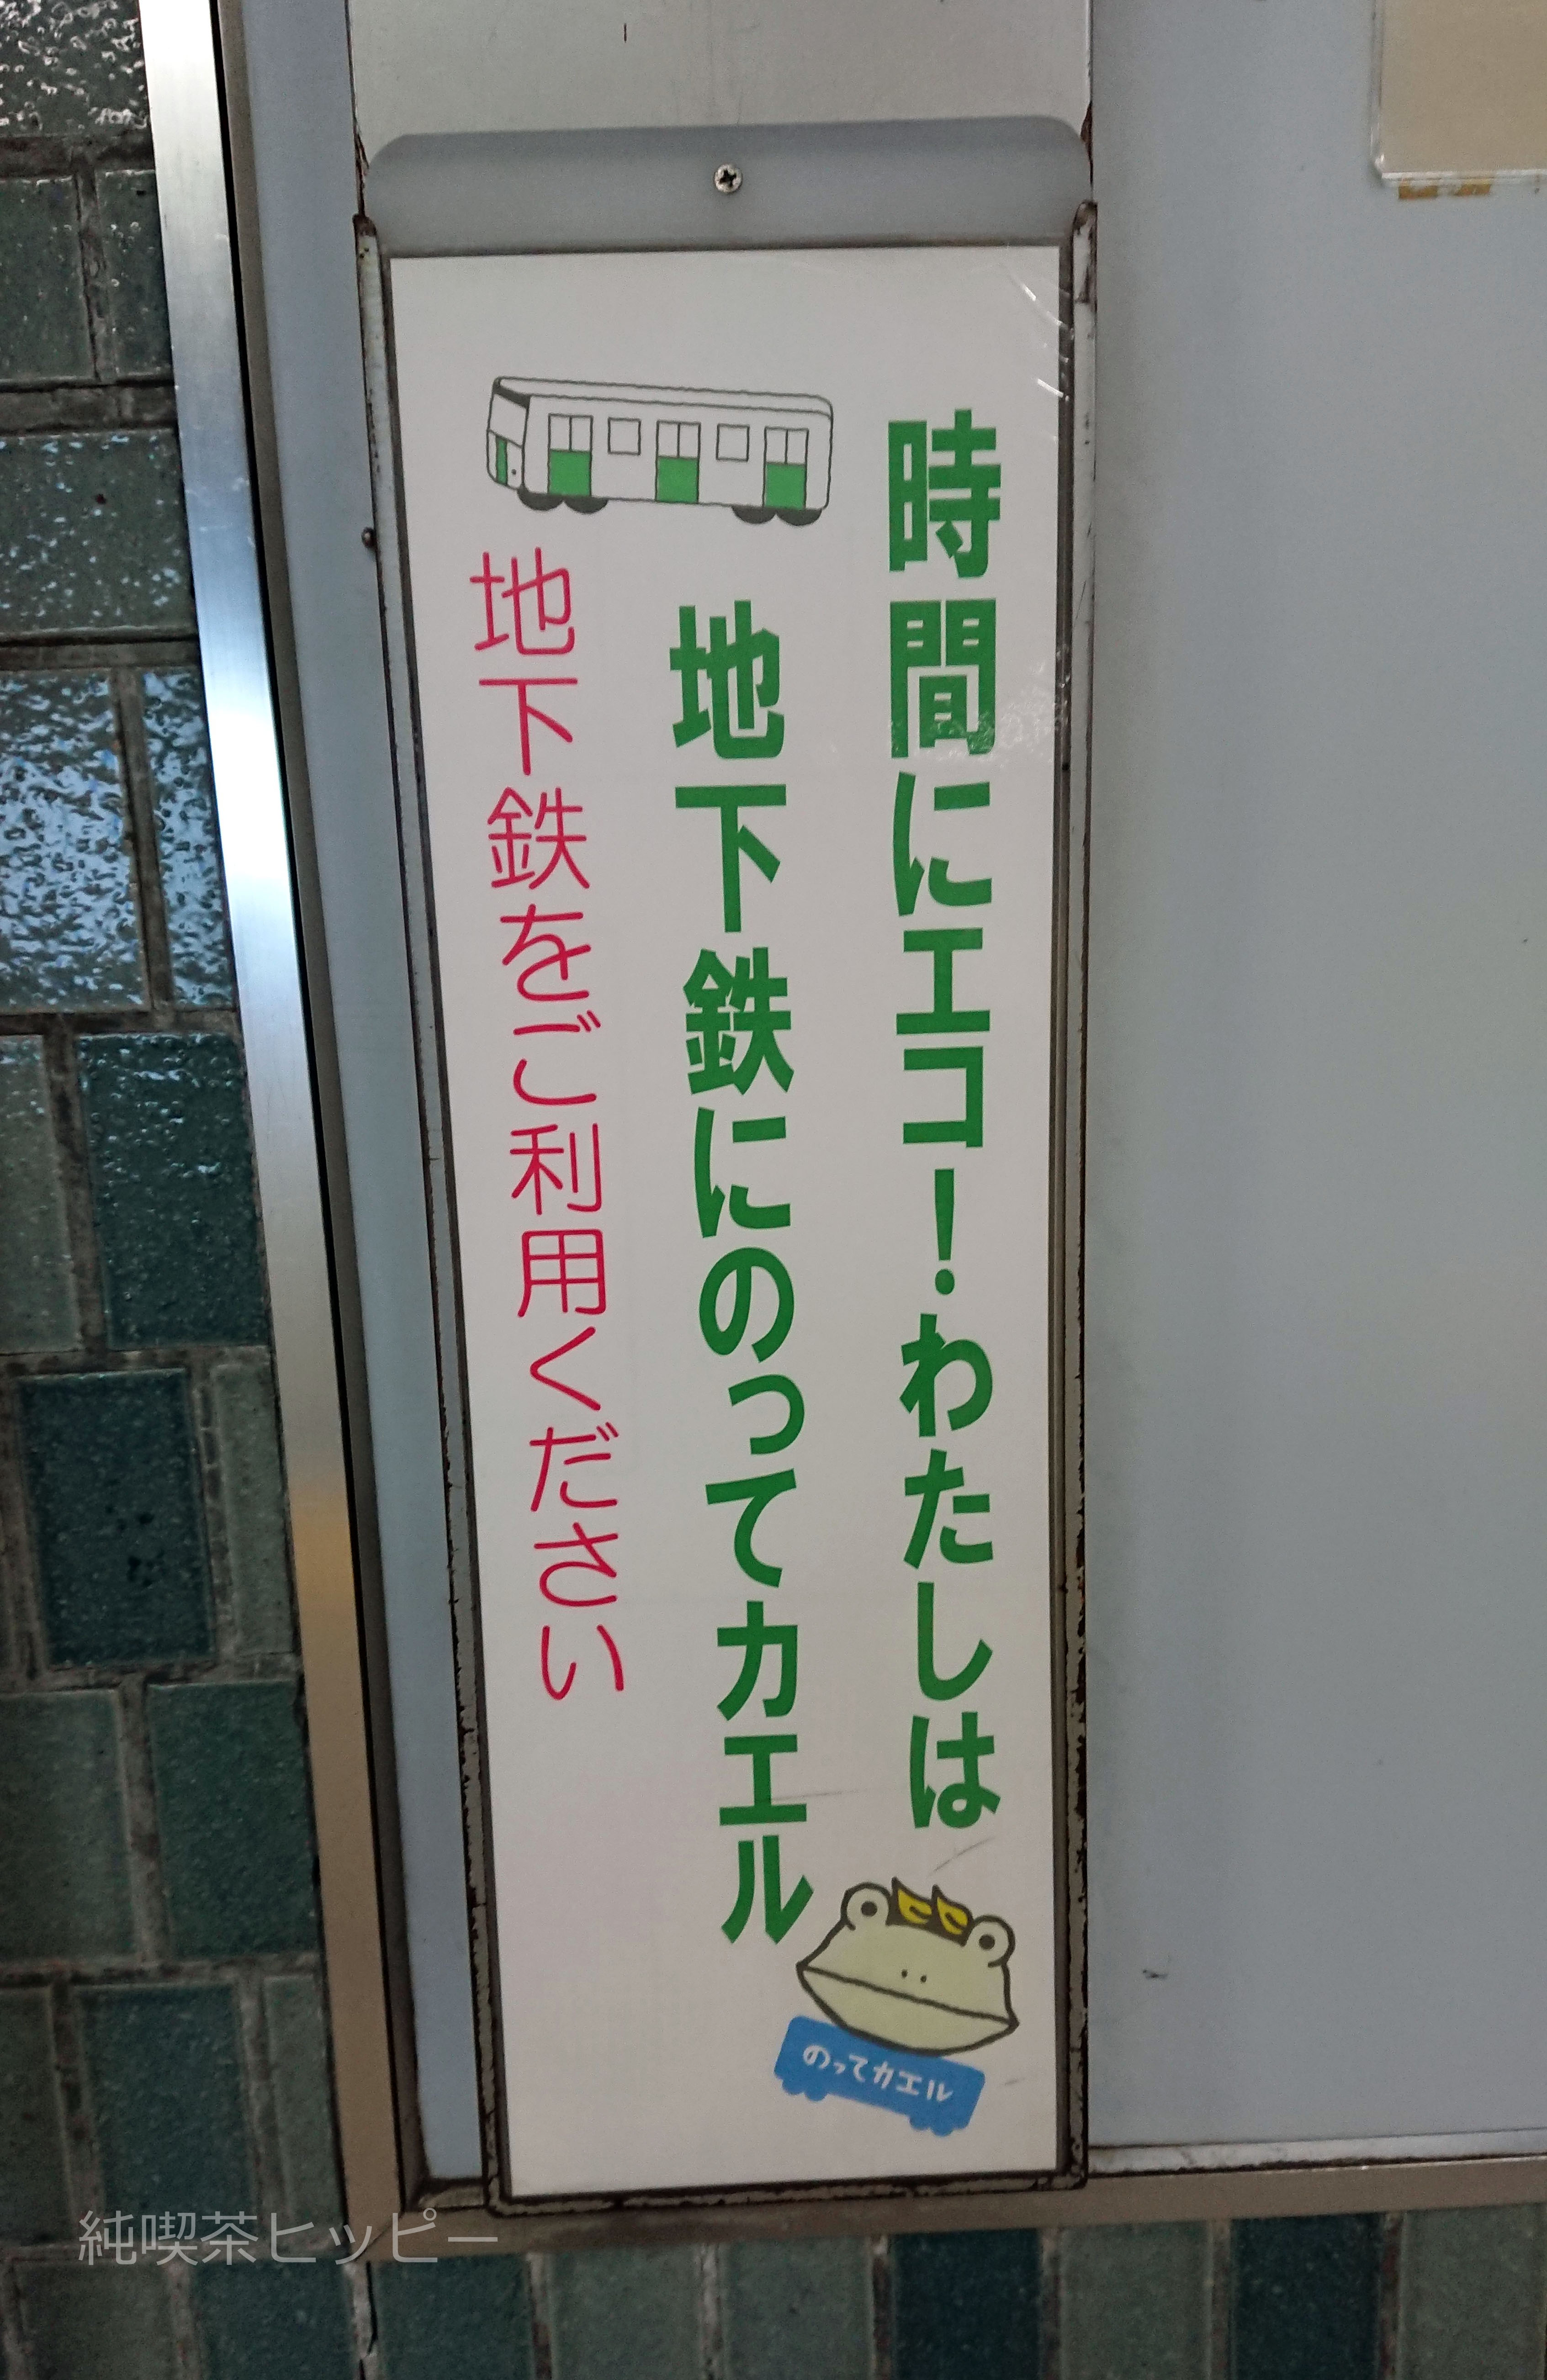 時間にエコ！わたしは
地下鉄にのってカエル
地下鉄をご利用ください
のってカエル
純喫茶ヒッピー